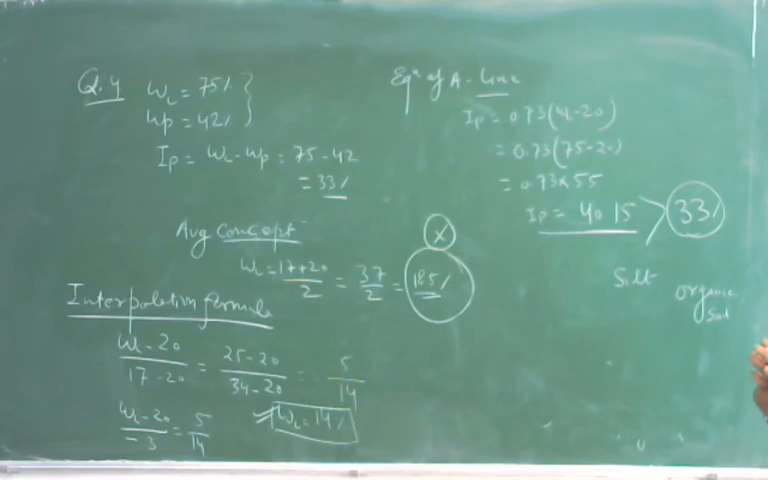 Q.4 WL = 75%
Wp = 42%
Ip = WL - Wp = 75 - 42
= 33%
Avg Concept
WL = 17+20/2 = 37/2 = 18.5%
X
Interpolation formula
WL-20/17-20 = 25-20/34-20 = 5/14
WL-20/-3 = 5/14
WL = 14%
Eqn of A-line
Ip = 0.73(WL-20)
= 0.73(75-20)
= 0.73x55
Ip = 40.15 > 33%
Silt
organic